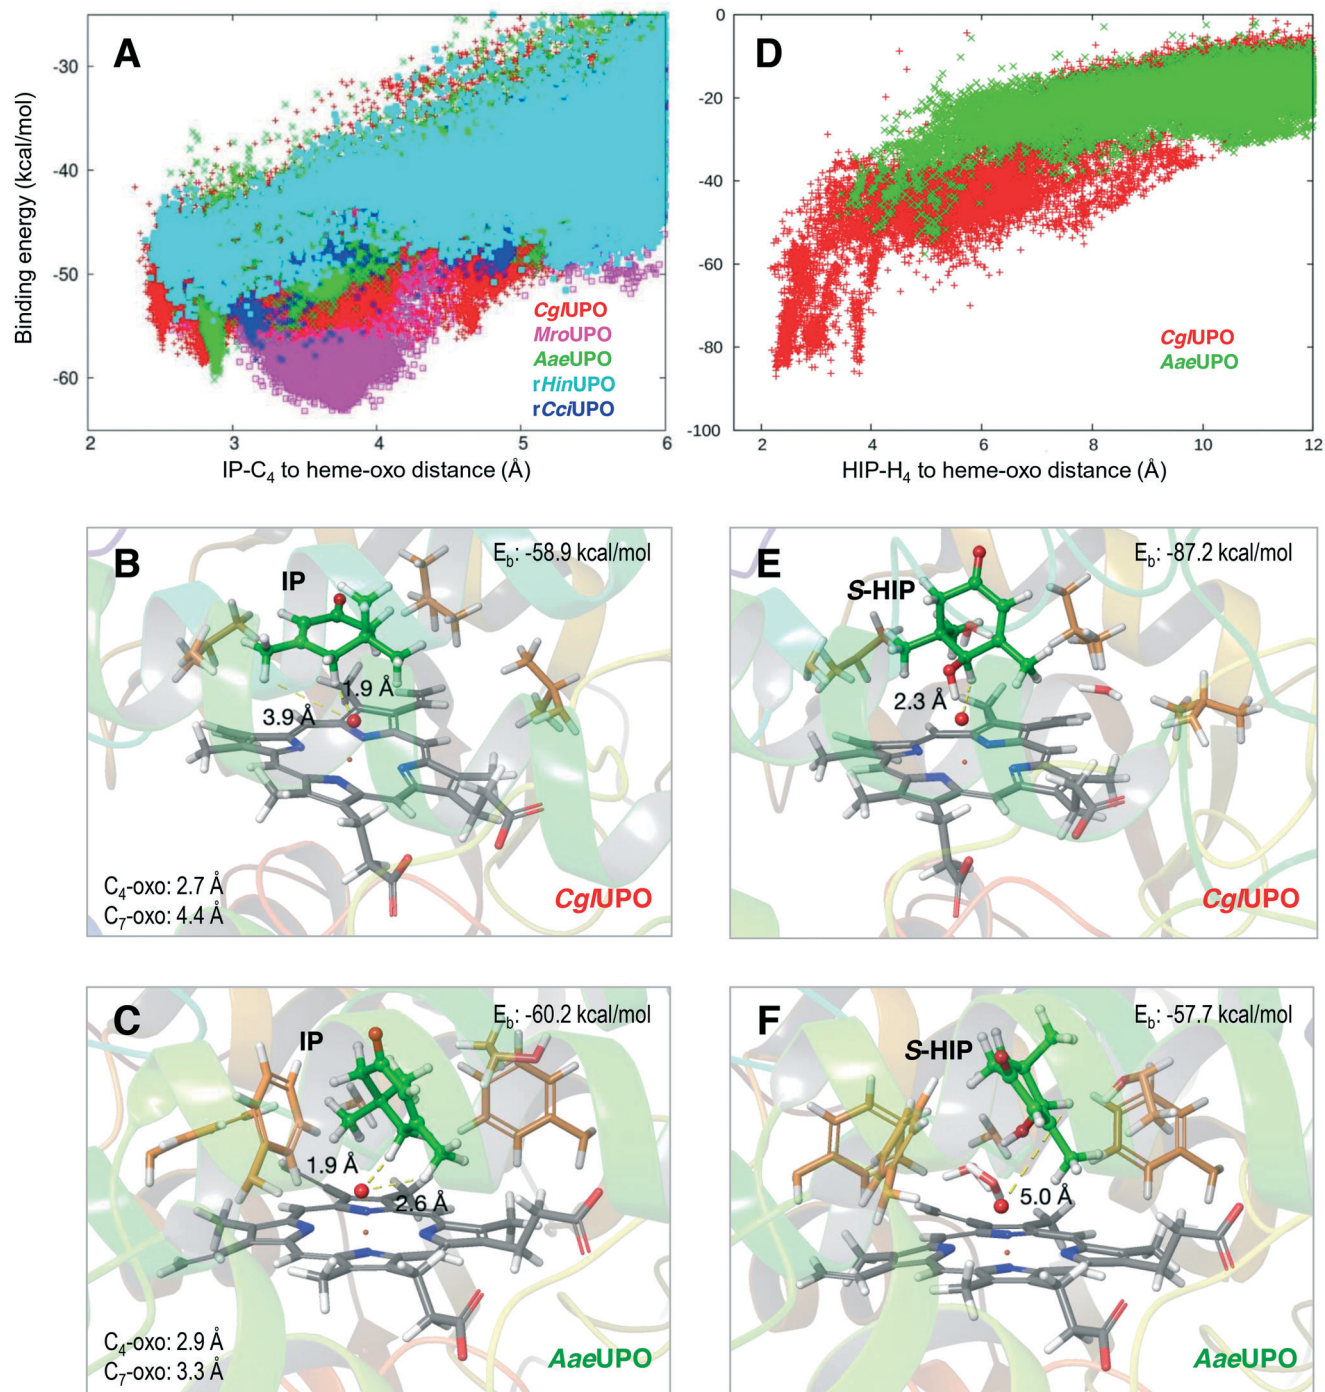 A
Binding energy (kcal/mol)
-30
-40
-50
-60
CglUPO
MroUPO
AaeUPO
rHinUPO
rCciUPO
2 3 4 5 6
IP-C4 to heme-oxo distance (Å)
D
0
-20
-40
-60
-80
-100
CglUPO
AaeUPO
2 4 6 8 10 12
HIP-H4 to heme-oxo distance (Å)
B
Eb: -58.9 kcal/mol
IP
1.9 Å
3.9 Å
C4-oxo: 2.7 Å
C7-oxo: 4.4 Å
CglUPO
E
Eb: -87.2 kcal/mol
S-HIP
2.3 Å
CglUPO
C
Eb: -60.2 kcal/mol
IP
1.9 Å
2.6 Å
C4-oxo: 2.9 Å
C7-oxo: 3.3 Å
AaeUPO
F
Eb: -57.7 kcal/mol
S-HIP
5.0 Å
AaeUPO